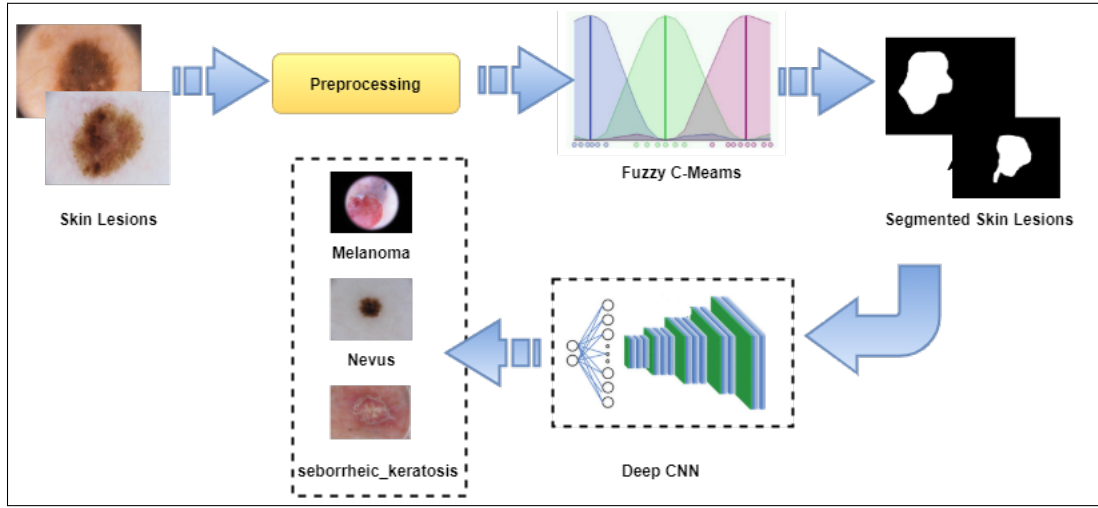 Preprocessing
Fuzzy C-Meams
Skin Lesions
Segmented Skin Lesions
Melanoma
Nevus
seborrheic_keratosis
Deep CNN